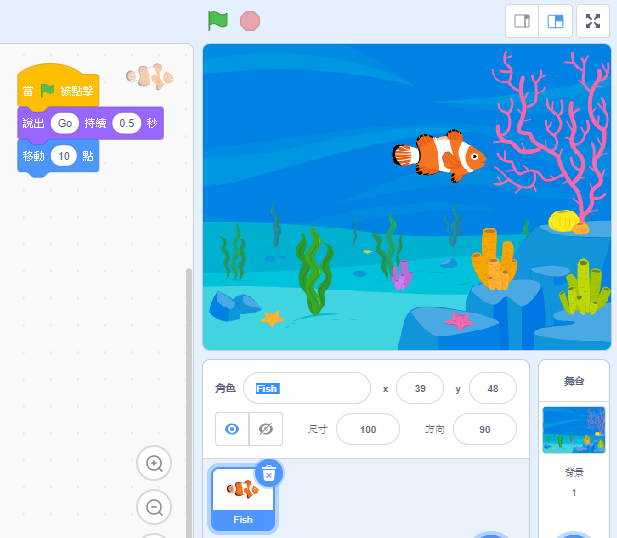 當 被點擊
說出 Go 持續 0.5 秒
移動 10 點
角色 Fish x 39 y 48
尺寸 100 方向 90
Fish
舞台
背景
1